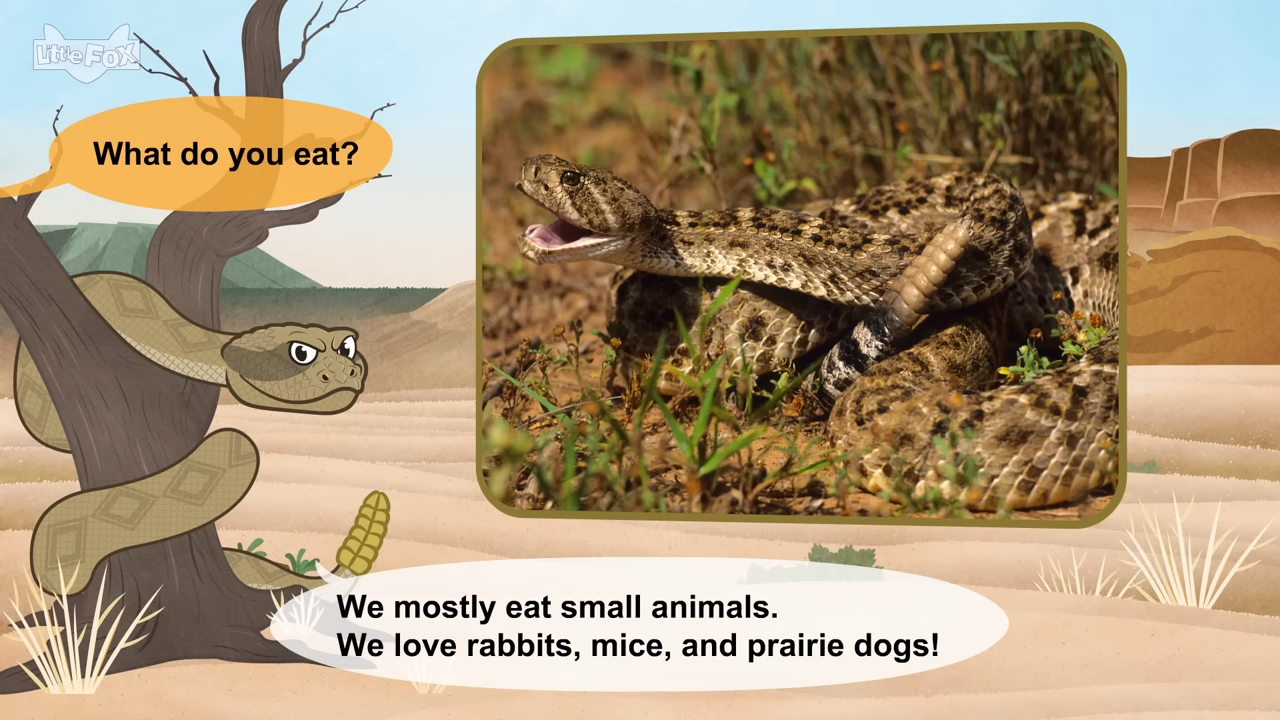 Little Fox
What do you eat?
We mostly eat small animals.
We love rabbits, mice, and prairie dogs!